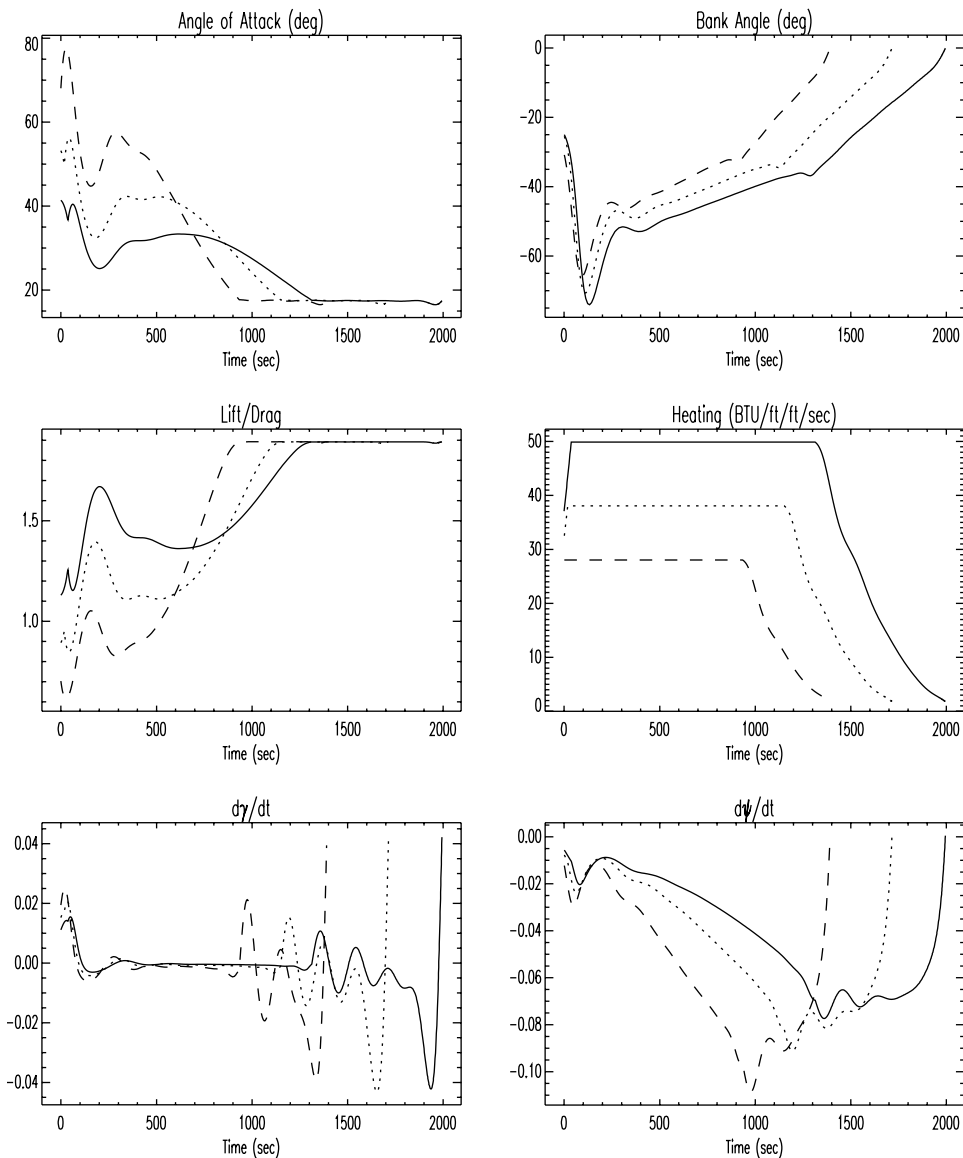 Angle of Attack (deg)
80
60
40
20
0 500 1000 1500 2000
Time (sec)
Bank Angle (deg)
0
−20
−40
−60
0 500 1000 1500 2000
Time (sec)
Lift/Drag
1.5
1.0
0 500 1000 1500 2000
Time (sec)
Heating (BTU/ft/ft/sec)
50
40
30
20
10
0
0 500 1000 1500 2000
Time (sec)
dγ/dt
0.04
0.02
0.00
−0.02
−0.04
0 500 1000 1500 2000
Time (sec)
dψ/dt
0.00
−0.02
−0.04
−0.06
−0.08
−0.10
0 500 1000 1500 2000
Time (sec)